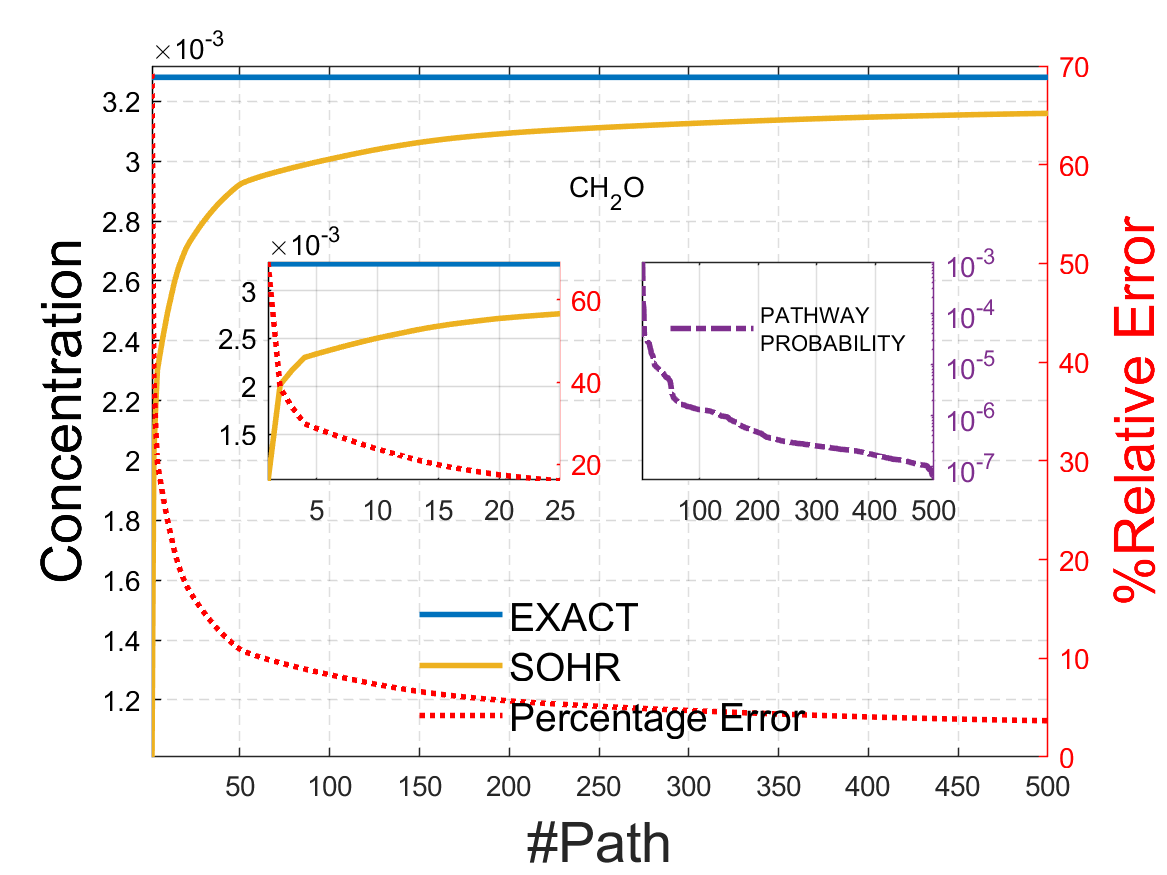 ×10-3
70
3.2
3
2.8
2.6
2.4
2.2
2
1.8
1.6
1.4
1.2
Concentration
60
50
40
30
20
10
0
%Relative Error
CH2O
×10-3
3
2.5
2
1.5
60
40
20
5 10 15 20 25
PATHWAY
PROBABILITY
10-3
10-4
10-5
10-6
10-7
100 200 300 400 500
EXACT
SOHR
Percentage Error
50 100 150 200 250 300 350 400 450 500
#Path